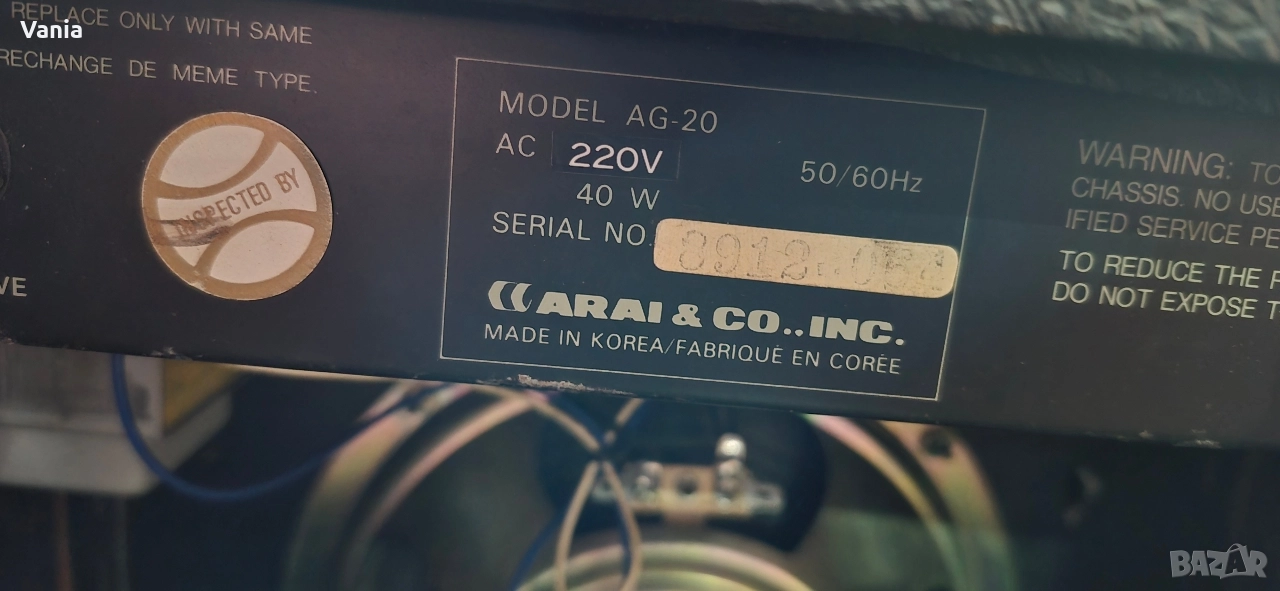 Vania
REPLACE ONLY WITH SAME
RECHANGE DE MEME TYPE.
INSPECTED BY
VE
MODEL AG-20
AC 220V 50/60Hz
40 W
SERIAL NO. 8912
ARAI & CO., INC.
MADE IN KOREA/FABRIQUÉ EN CORÉE
WARNING: TO
CHASSIS. NO USE
IFIED SERVICE PE
TO REDUCE THE
DO NOT EXPOSE T
BAZAR